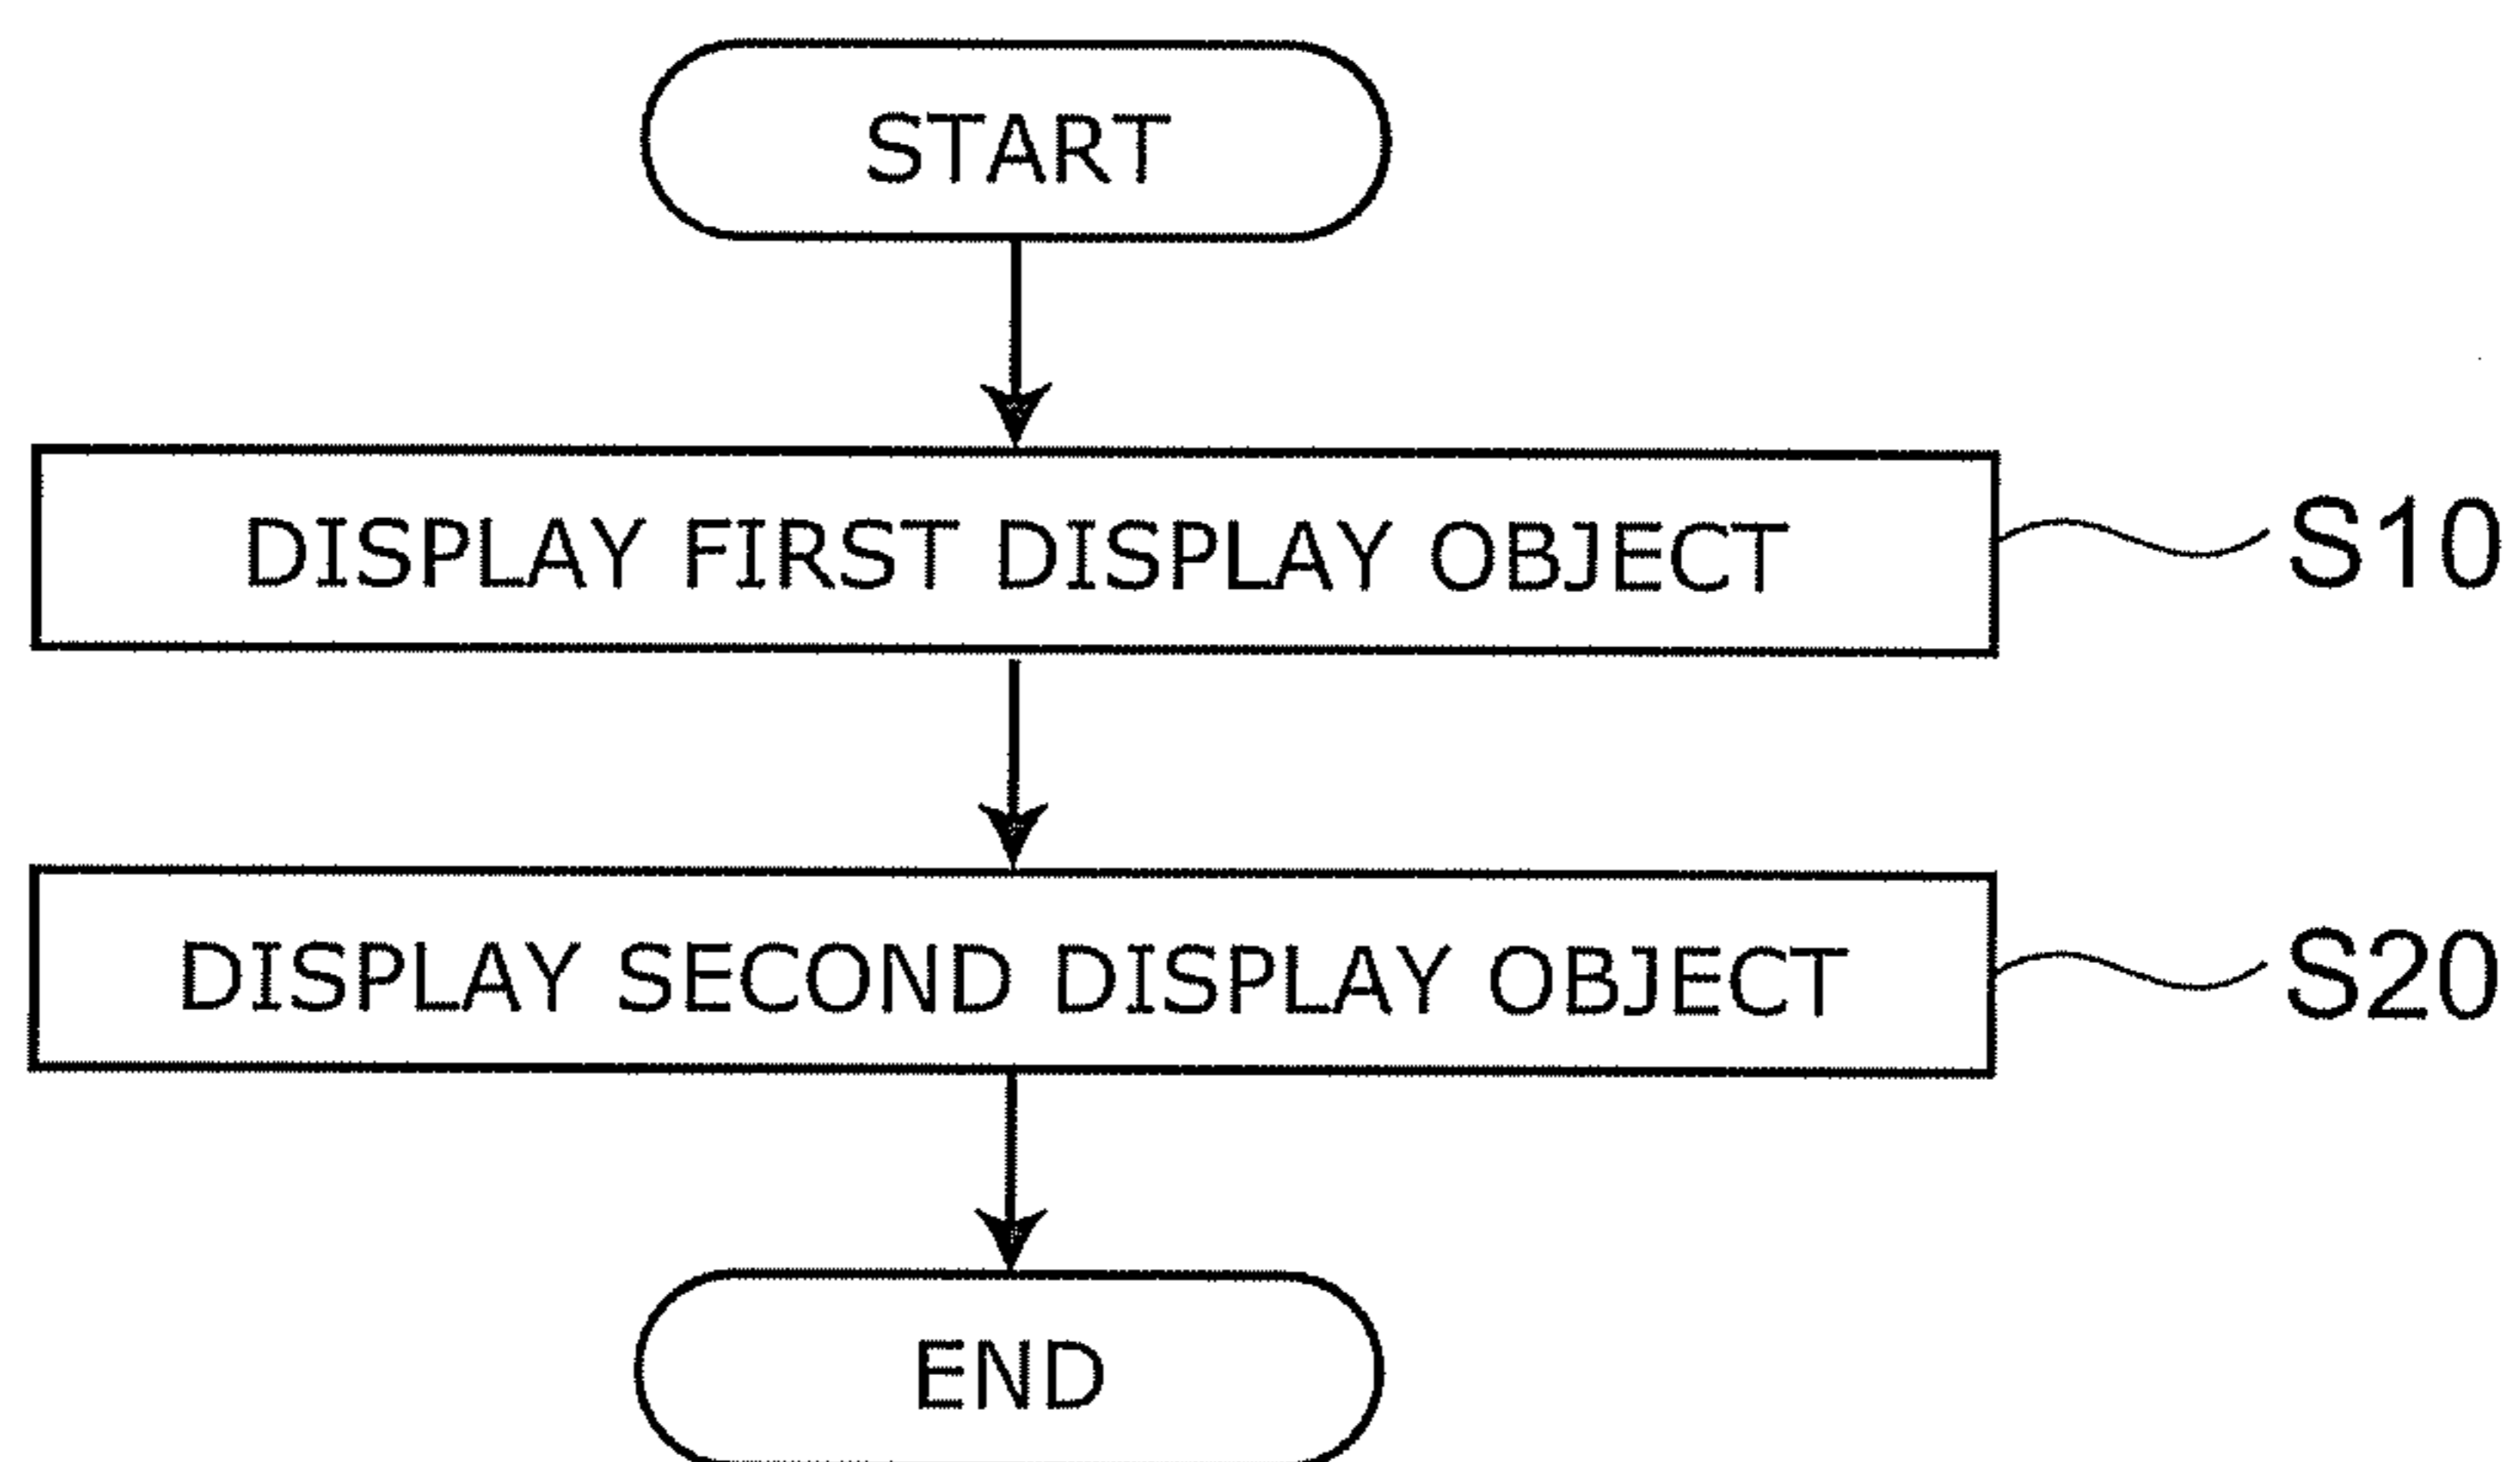 START
DISPLAY FIRST DISPLAY OBJECT
S10
DISPLAY SECOND DISPLAY OBJECT
S20
END